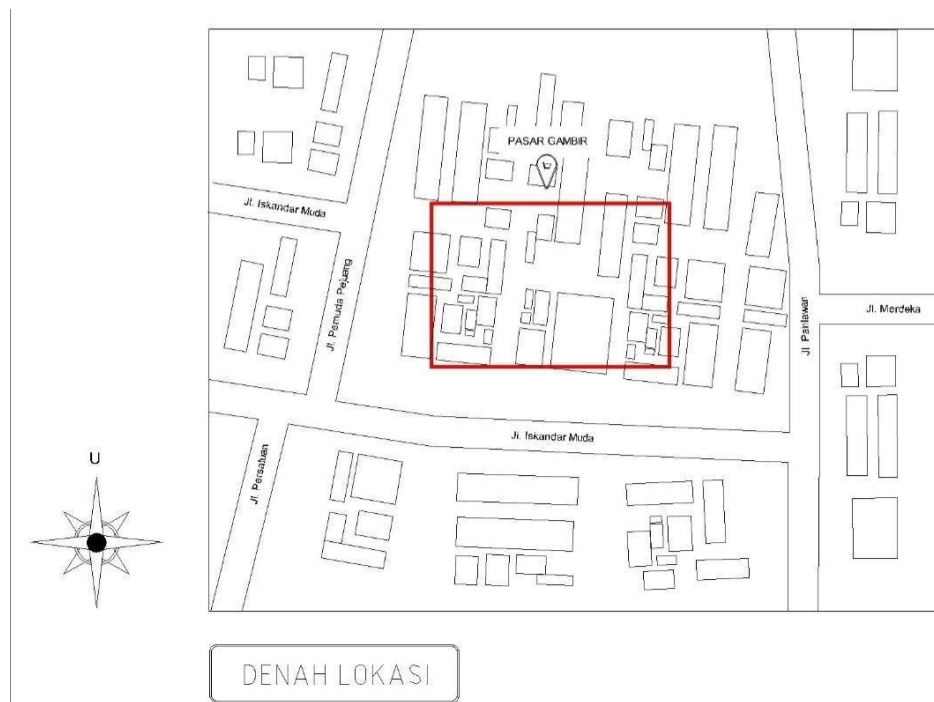 PASAR GAMBIR
Jl. Iskandar Muda
Jl. Pemuda Pejuang
Jl. Pahlawan
Jl. Merdeka
Jl. Iskandar Muda
Jl. Persatuan
U
DENAH LOKASI